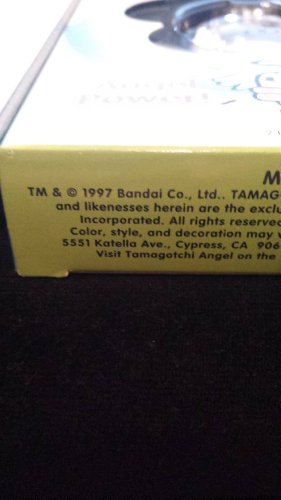 Angel
Power!
M
TM & © 1997 Bandai Co., Ltd.. TAMAG
and likenesses herein are the exclu
Incorporated. All rights reserved
Color, style, and decoration may v
5551 Katella Ave., Cypress, CA 906
Visit Tamagotchi Angel on the